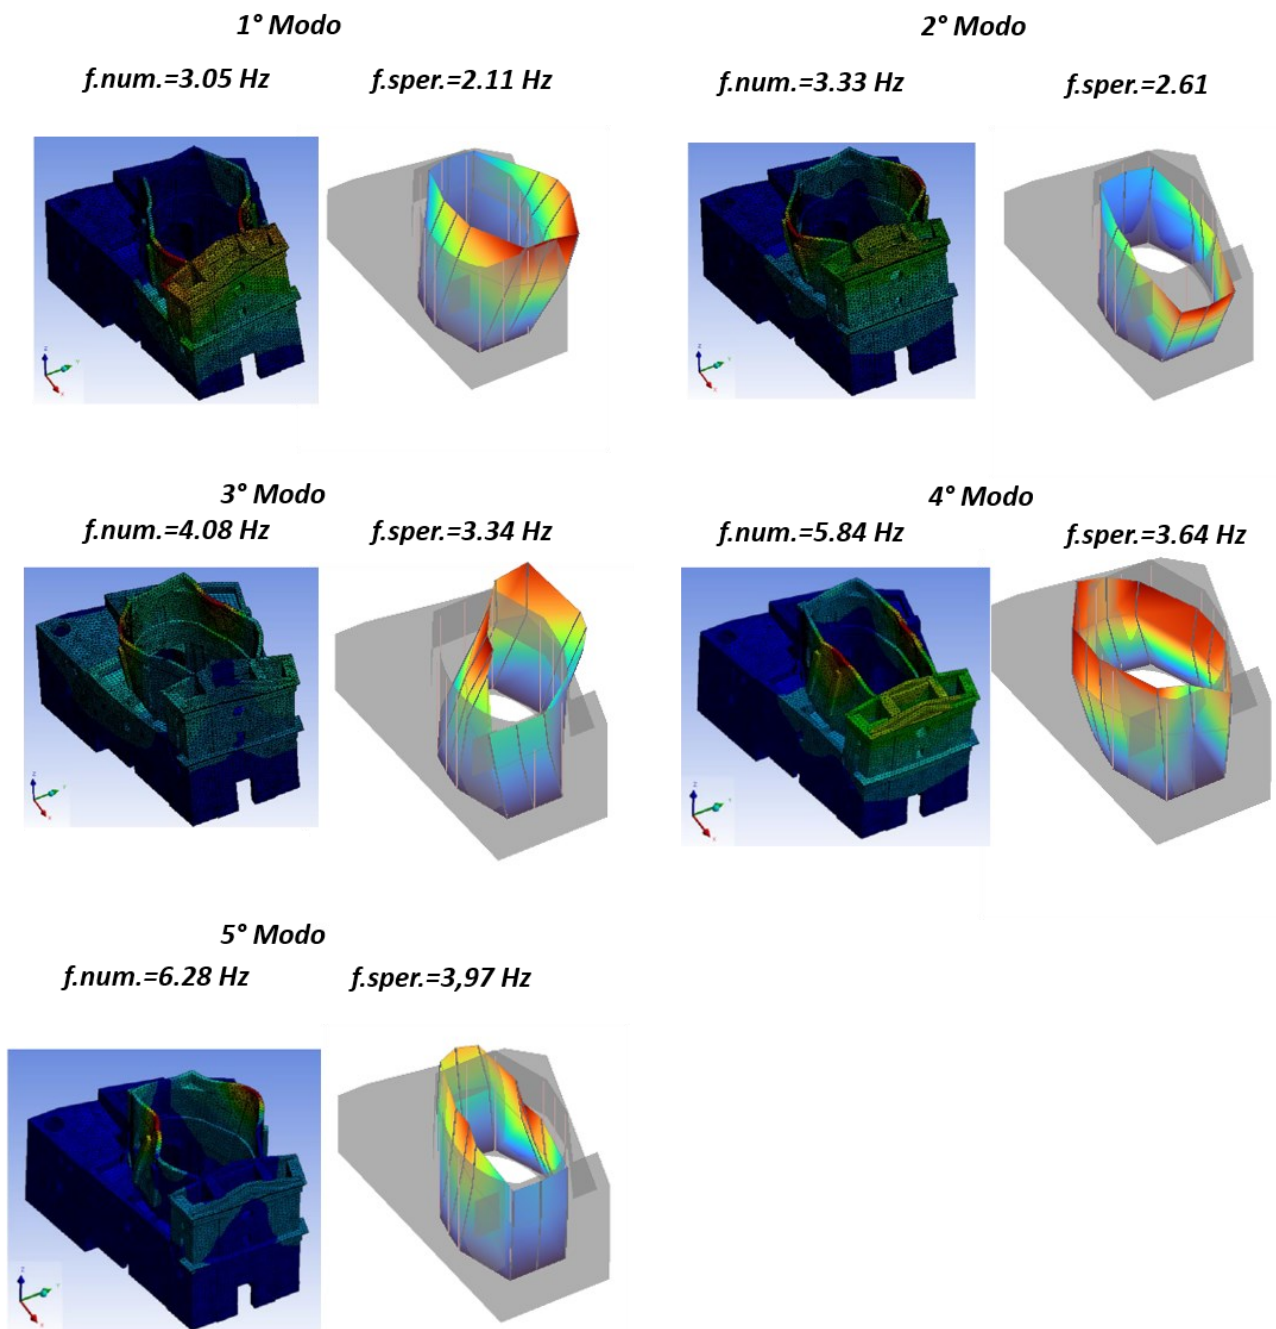 1° Modo
f.num.=3.05 Hz
f.sper.=2.11 Hz
2° Modo
f.num.=3.33 Hz
f.sper.=2.61
3° Modo
f.num.=4.08 Hz
f.sper.=3.34 Hz
4° Modo
f.num.=5.84 Hz
f.sper.=3.64 Hz
5° Modo
f.num.=6.28 Hz
f.sper.=3,97 Hz